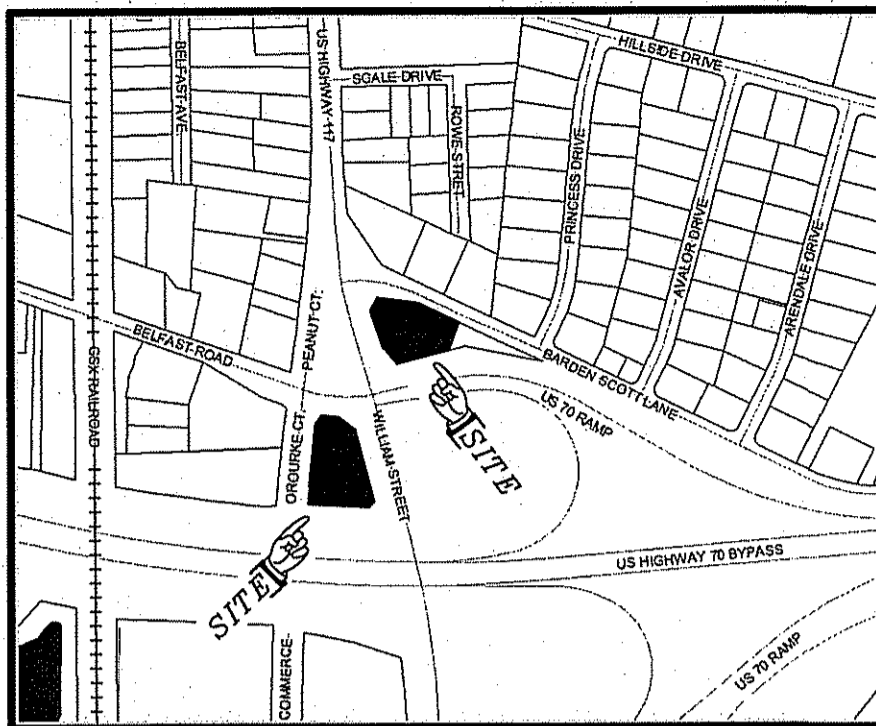 HILLSIDE DRIVE
BELFAST AVE
US HIGHWAY 117
SGALE DRIVE
ROWE STRET
PRINCESS DRIVE
AVALOR DRIVE
ARENDALE DRIVE
BELFAST ROAD
PEANUT CT.
BARDEN SCOTT LANE
CSX RAILROAD
US 70 RAMP
OROURKE CT.
WILLIAM STREET
SITE
US HIGHWAY 70 BYPASS
SITE
COMMERCE
US 70 RAMP